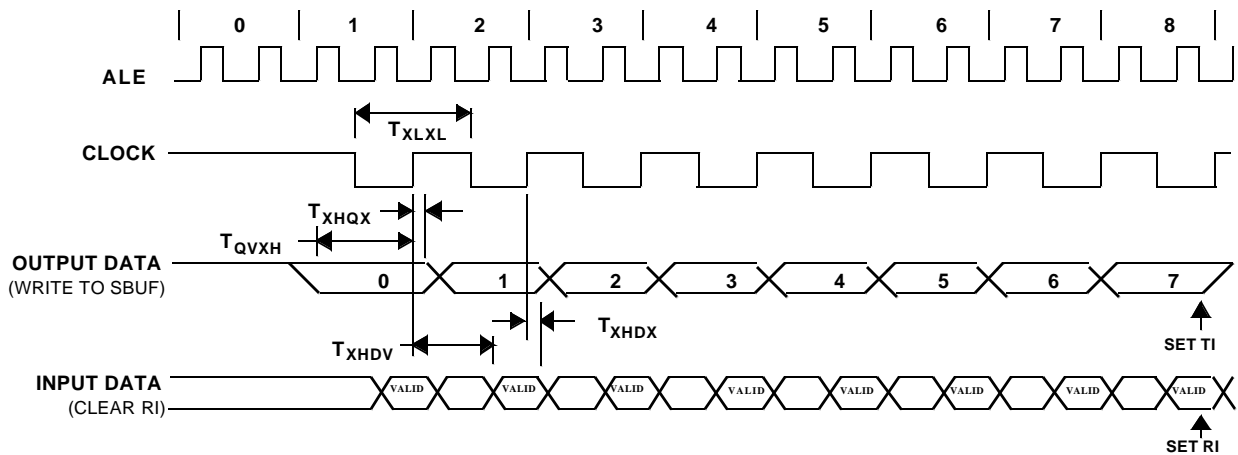 0 1 2 3 4 5 6 7 8
ALE
TXLXL
CLOCK
TXHQX
TQVXH
OUTPUT DATA
(WRITE TO SBUF)
0 1 2 3 4 5 6 7
TXHDX
SET TI
TXHDV
INPUT DATA
(CLEAR RI)
VALID VALID VALID VALID VALID VALID VALID VALID
SET RI